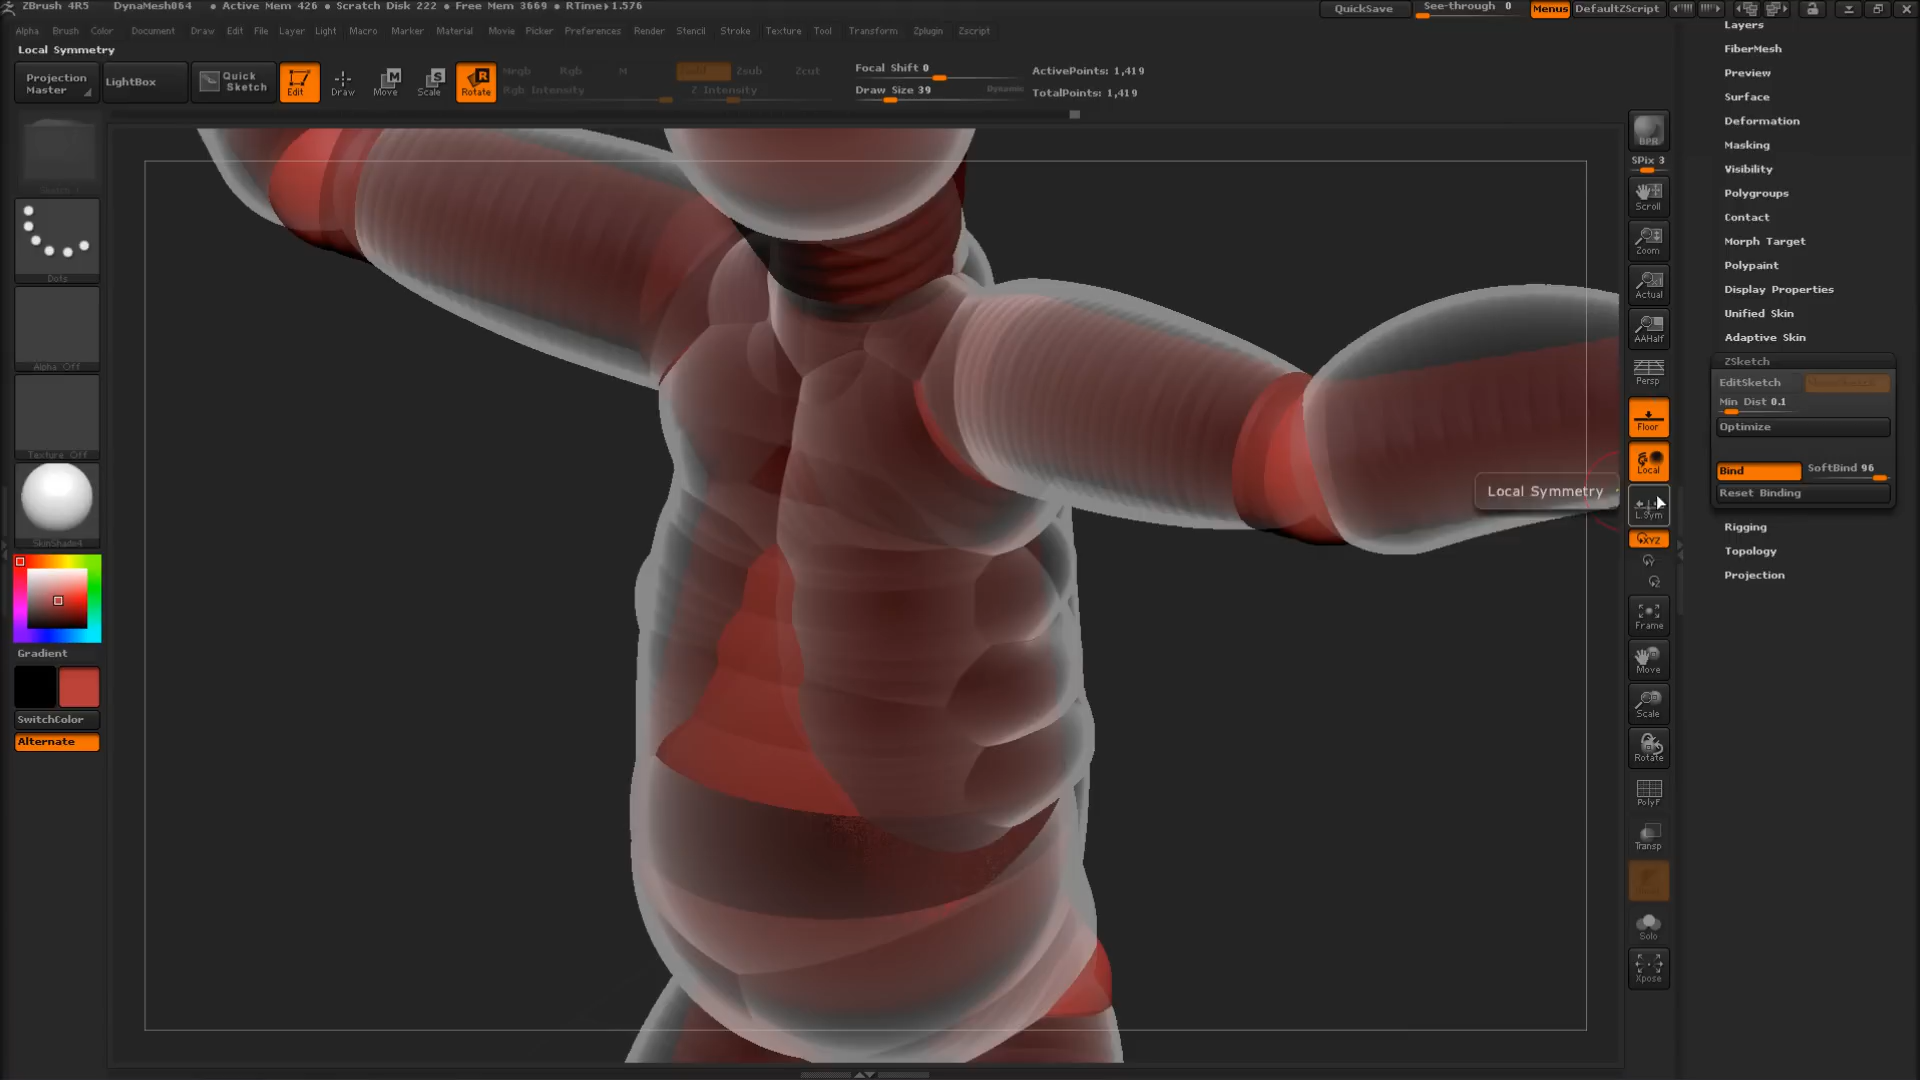 ZBrush 4R5 DynaMesh064 • Active Mem 426 • Scratch Disk 222 • Free Mem 3669 • RTime▸1.576 QuickSave See-through 0 Menus DefaultZScript
Alpha Brush Color Document Draw Edit File Layer Light Macro Marker Material Movie Picker Preferences Render Stencil Stroke Texture Tool Transform Zplugin Zscript
Local Symmetry
Projection Master
LightBox
Quick Sketch
Edit
Draw
Move
Scale
Rotate
Mrgb Rgb M
Rgb Intensity
Zsub Zcut
Z Intensity
Focal Shift 0
Draw Size 39 Dynamic
ActivePoints: 1,419
TotalPoints: 1,419
Dots
Alpha Off
Texture Off
SkinShade4
Gradient
SwitchColor
Alternate
BPR
SPix 3
Scroll
Zoom
Actual
AAHalf
Persp
Floor
Local
L.Sym
XYZ
Y
Z
Frame
Move
Scale
Rotate
PolyF
Transp
Solo
Xpose
Local Symmetry
Layers
FiberMesh
Preview
Surface
Deformation
Masking
Visibility
Polygroups
Contact
Morph Target
Polypaint
Display Properties
Unified Skin
Adaptive Skin
ZSketch
EditSketch
Min Dist 0.1
Optimize
Bind SoftBind 96
Reset Binding
Rigging
Topology
Projection